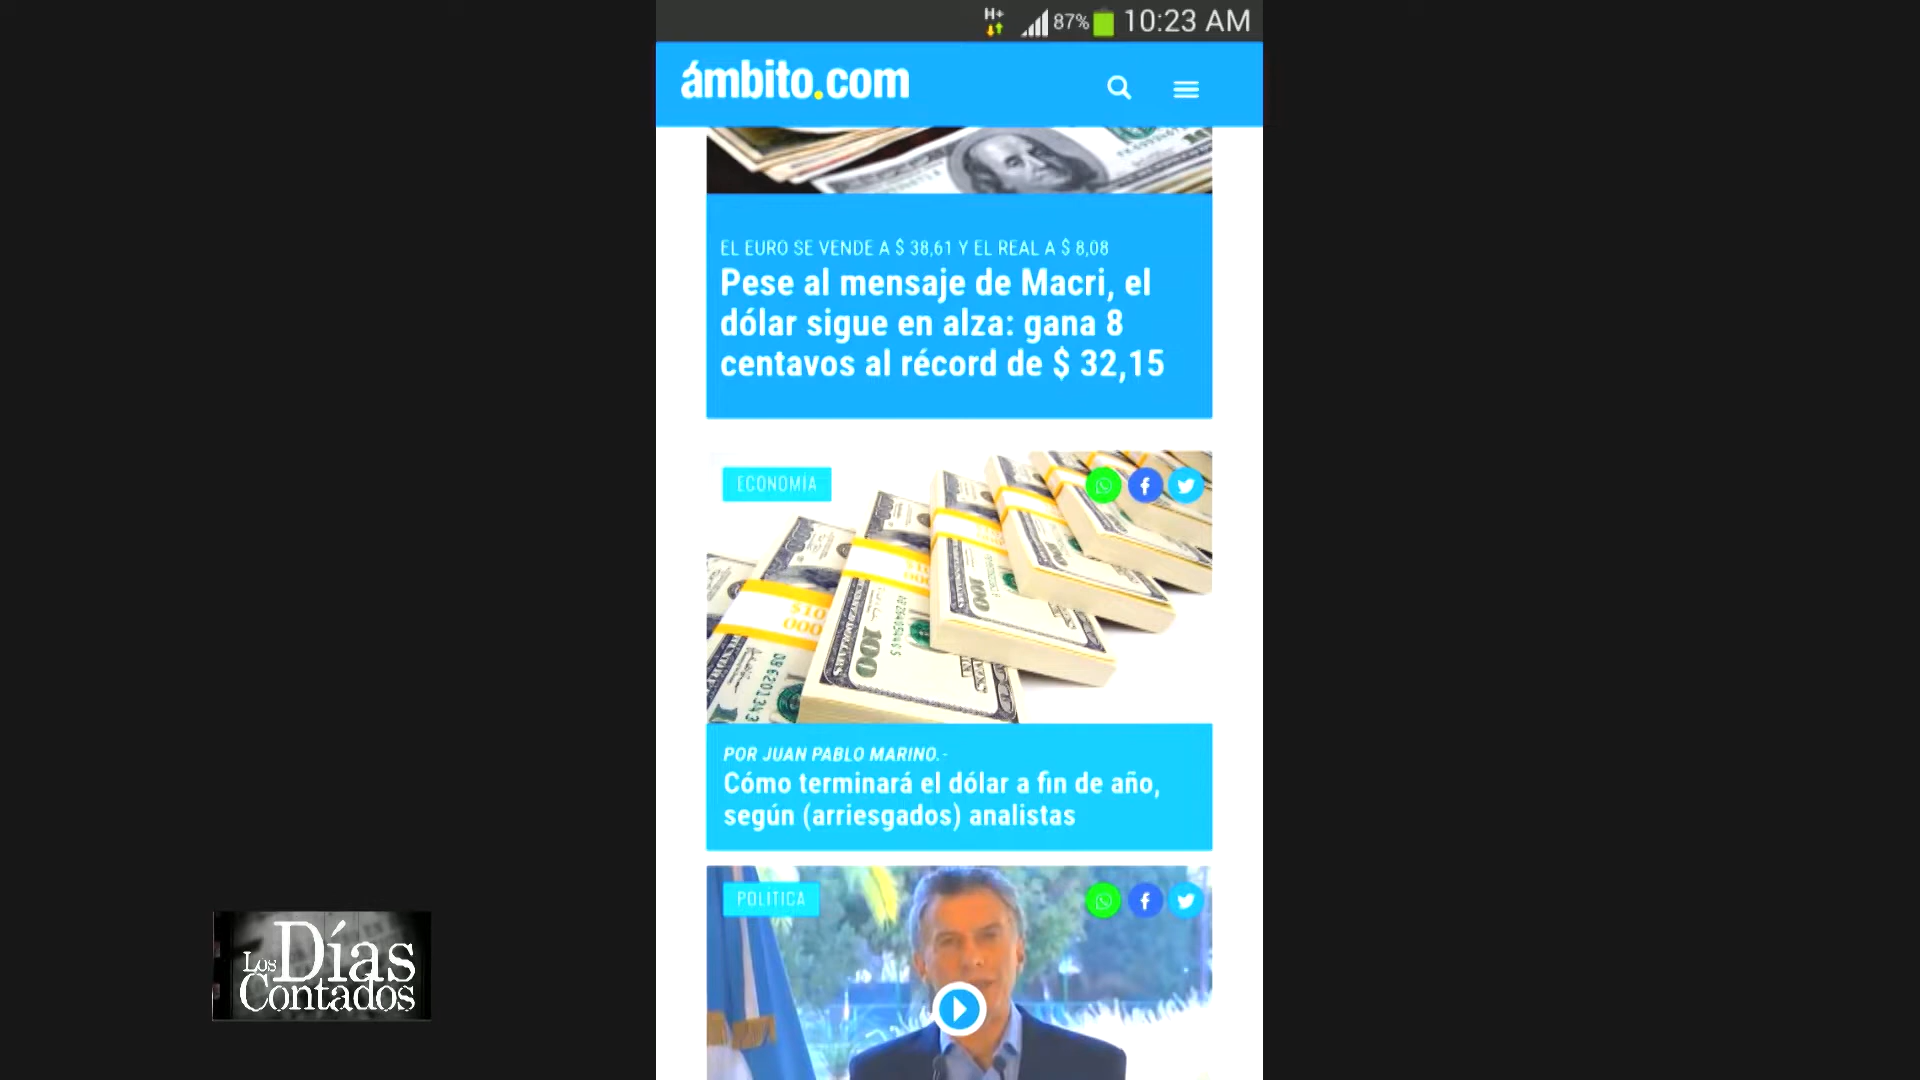 H+
87%
10:23 AM
ámbito.com
EL EURO SE VENDE A $ 38,61 Y EL REAL A $ 8,08
Pese al mensaje de Macri, el
dólar sigue en alza: gana 8
centavos al récord de $ 32,15
ECONOMÍA
100
POR JUAN PABLO MARINO.-
Cómo terminará el dólar a fin de año,
según (arriesgados) analistas
POLÍTICA
Los Días
Contados